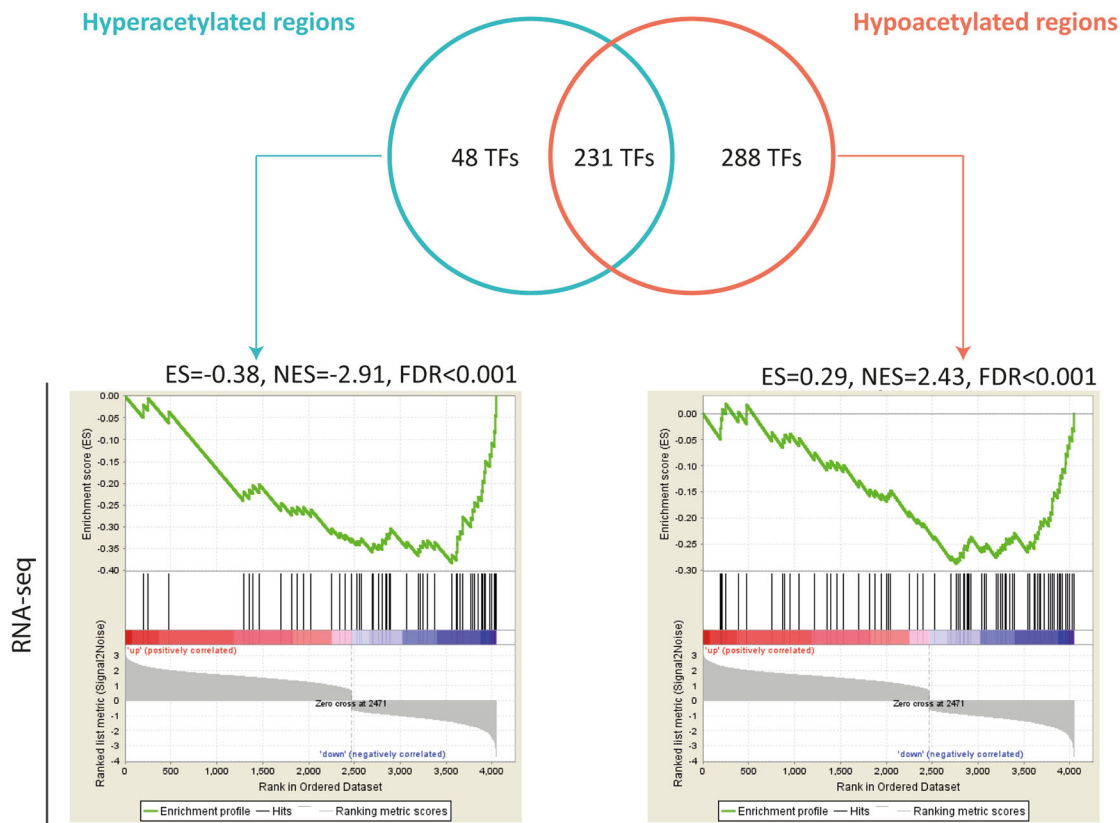 Hyperacetylated regions
Hypoacetylated regions
48 TFs
231 TFs
288 TFs
RNA-seq
ES=-0.38, NES=-2.91, FDR<0.001
Enrichment score (ES)
0.00
-0.05
-0.10
-0.15
-0.20
-0.25
-0.30
-0.35
-0.40
Ranked list metric (Signal2Noise)
'up' (positively correlated)
3
2
1
0
-1
-2
-3
-4
Zero cross at 2471
'down' (negatively correlated)
0 500 1,000 1,500 2,000 2,500 3,000 3,500 4,000
Rank in Ordered Dataset
Enrichment profile Hits Ranking metric scores
ES=0.29, NES=2.43, FDR<0.001
Enrichment score (ES)
0.00
-0.05
-0.10
-0.15
-0.20
-0.25
-0.30
Ranked list metric (Signal2Noise)
'up' (positively correlated)
3
2
1
0
-1
-2
-3
-4
Zero cross at 2471
'down' (negatively correlated)
0 500 1,000 1,500 2,000 2,500 3,000 3,500 4,000
Rank in Ordered Dataset
Enrichment profile Hits Ranking metric scores